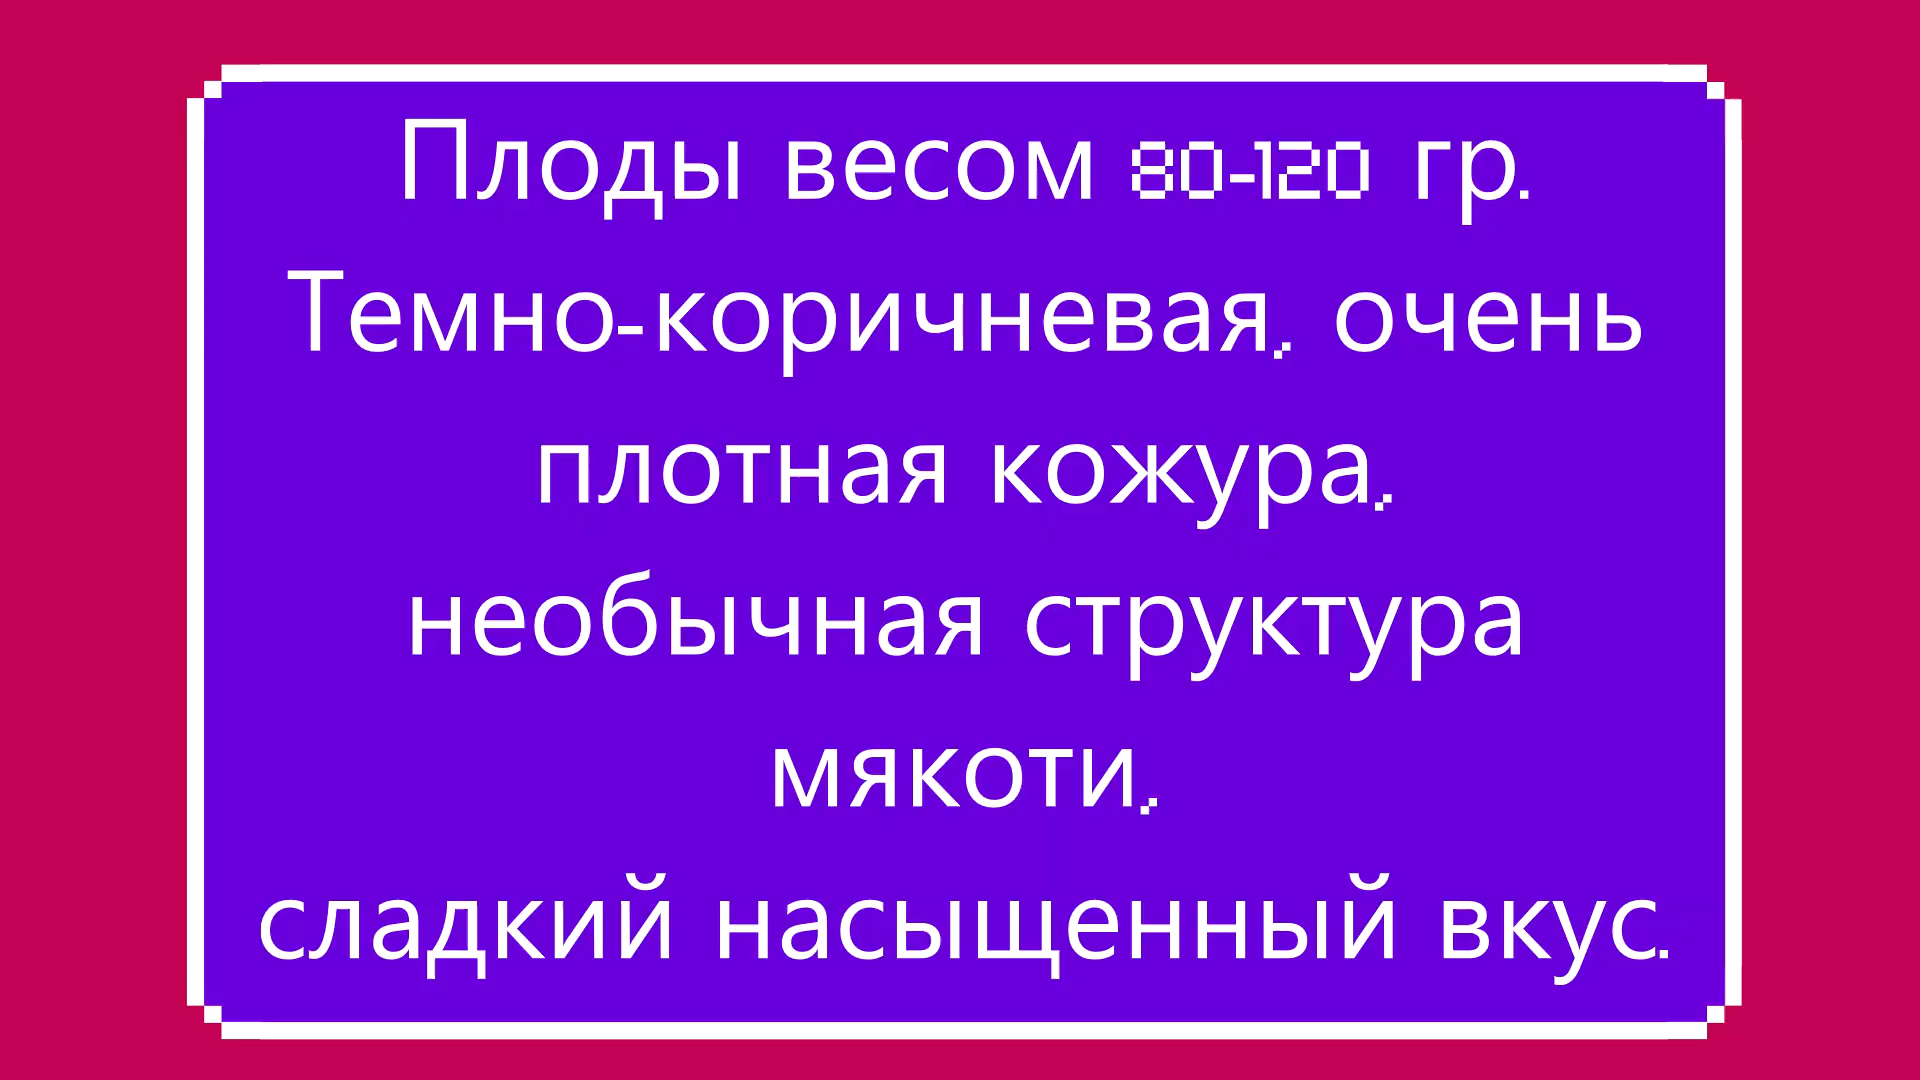 Плоды весом 80-120 гр.
Темно-коричневая, очень
плотная кожура,
необычная структура
мякоти,
сладкий насыщенный вкус.